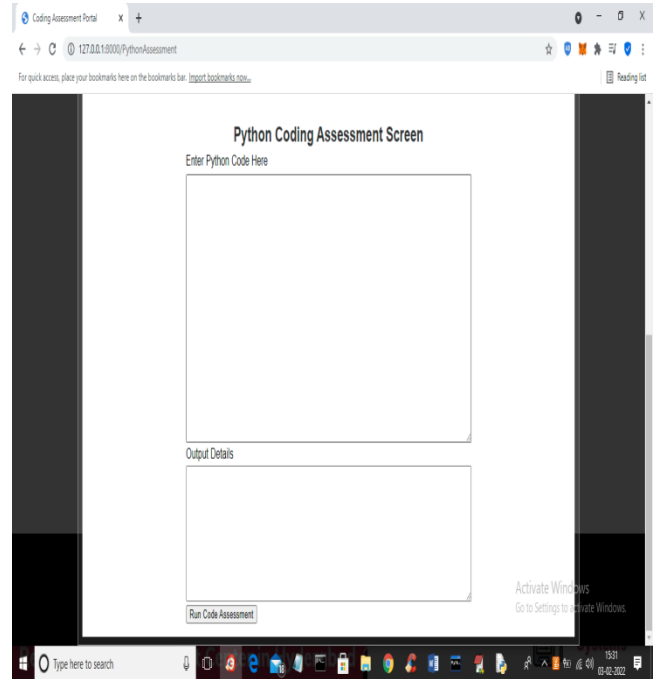 Coding Assessment Portal
127.0.0.1:8000/PythonAssessment
For quick access, place your bookmarks here on the bookmarks bar. Import bookmarks now...
Reading list
Python Coding Assessment Screen
Enter Python Code Here
Output Details
Run Code Assessment
Activate Windows
Go to Settings to activate Windows.
Type here to search
18
15:31
03-02-2022